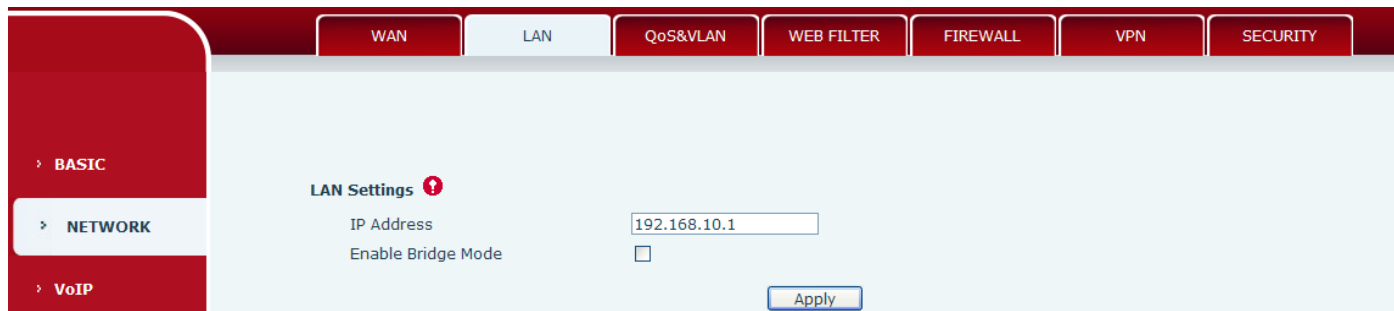 WAN LAN QoS&VLAN WEB FILTER FIREWALL VPN SECURITY
BASIC
LAN Settings
NETWORK
IP Address 192.168.10.1
Enable Bridge Mode
VoIP
Apply